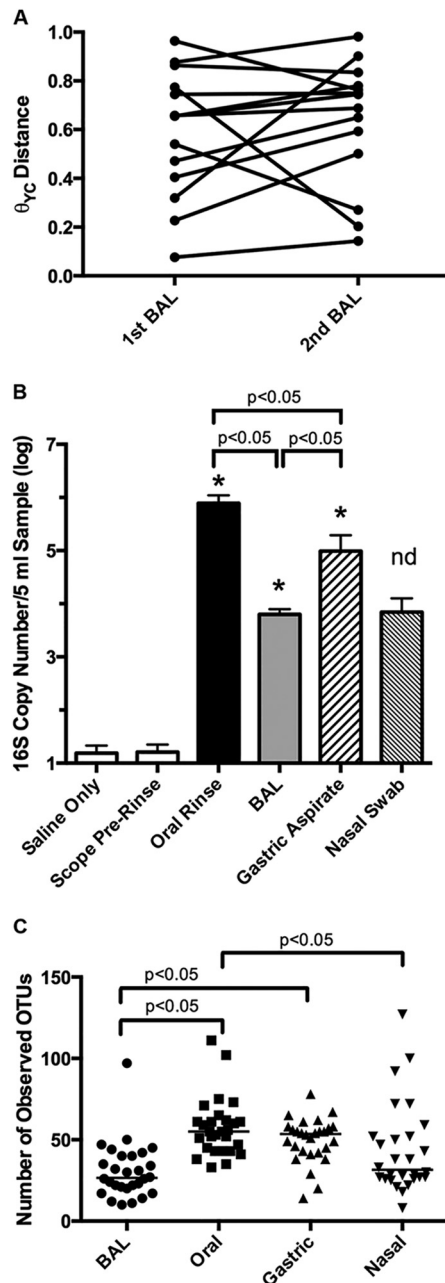 A
θYC Distance
1.0
0.8
0.6
0.4
0.2
0.0
1st BAL
2nd BAL
B
p<0.05
p<0.05
p<0.05
16S Copy Number/5 ml Sample (log)
7
5
3
1
*
*
*
nd
Saline Only
Scope Pre-Rinse
Oral Rinse
BAL
Gastric Aspirate
Nasal Swab
C
p<0.05
p<0.05
p<0.05
Number of Observed OTUs
150
100
50
0
BAL
Oral
Gastric
Nasal